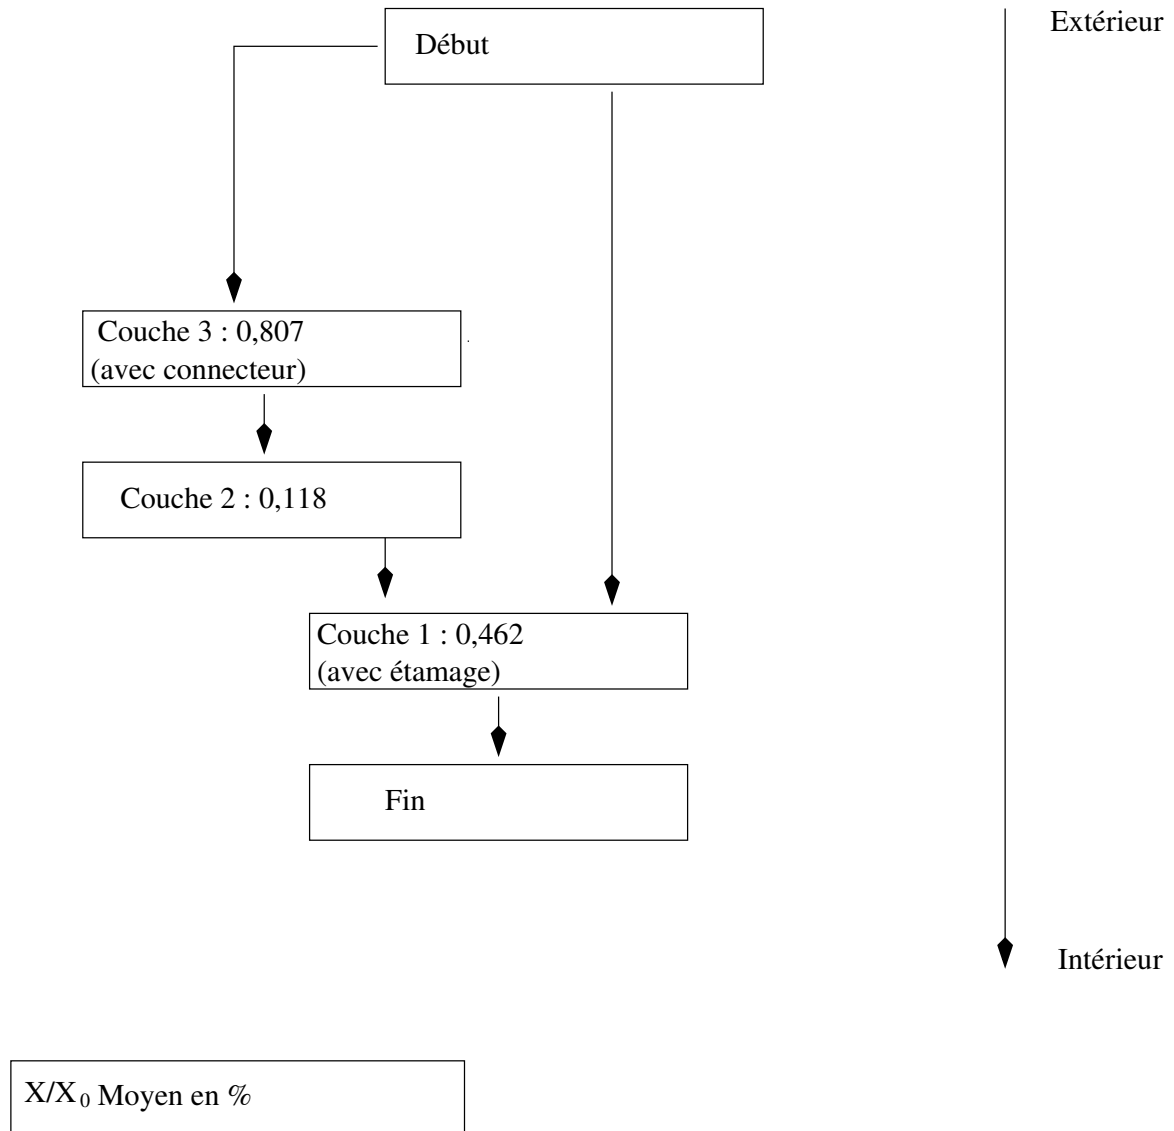 Début
Extérieur
Couche 3 : 0,807
(avec connecteur)
Couche 2 : 0,118
Couche 1 : 0,462
(avec étamage)
Fin
Intérieur
X/X0 Moyen en %